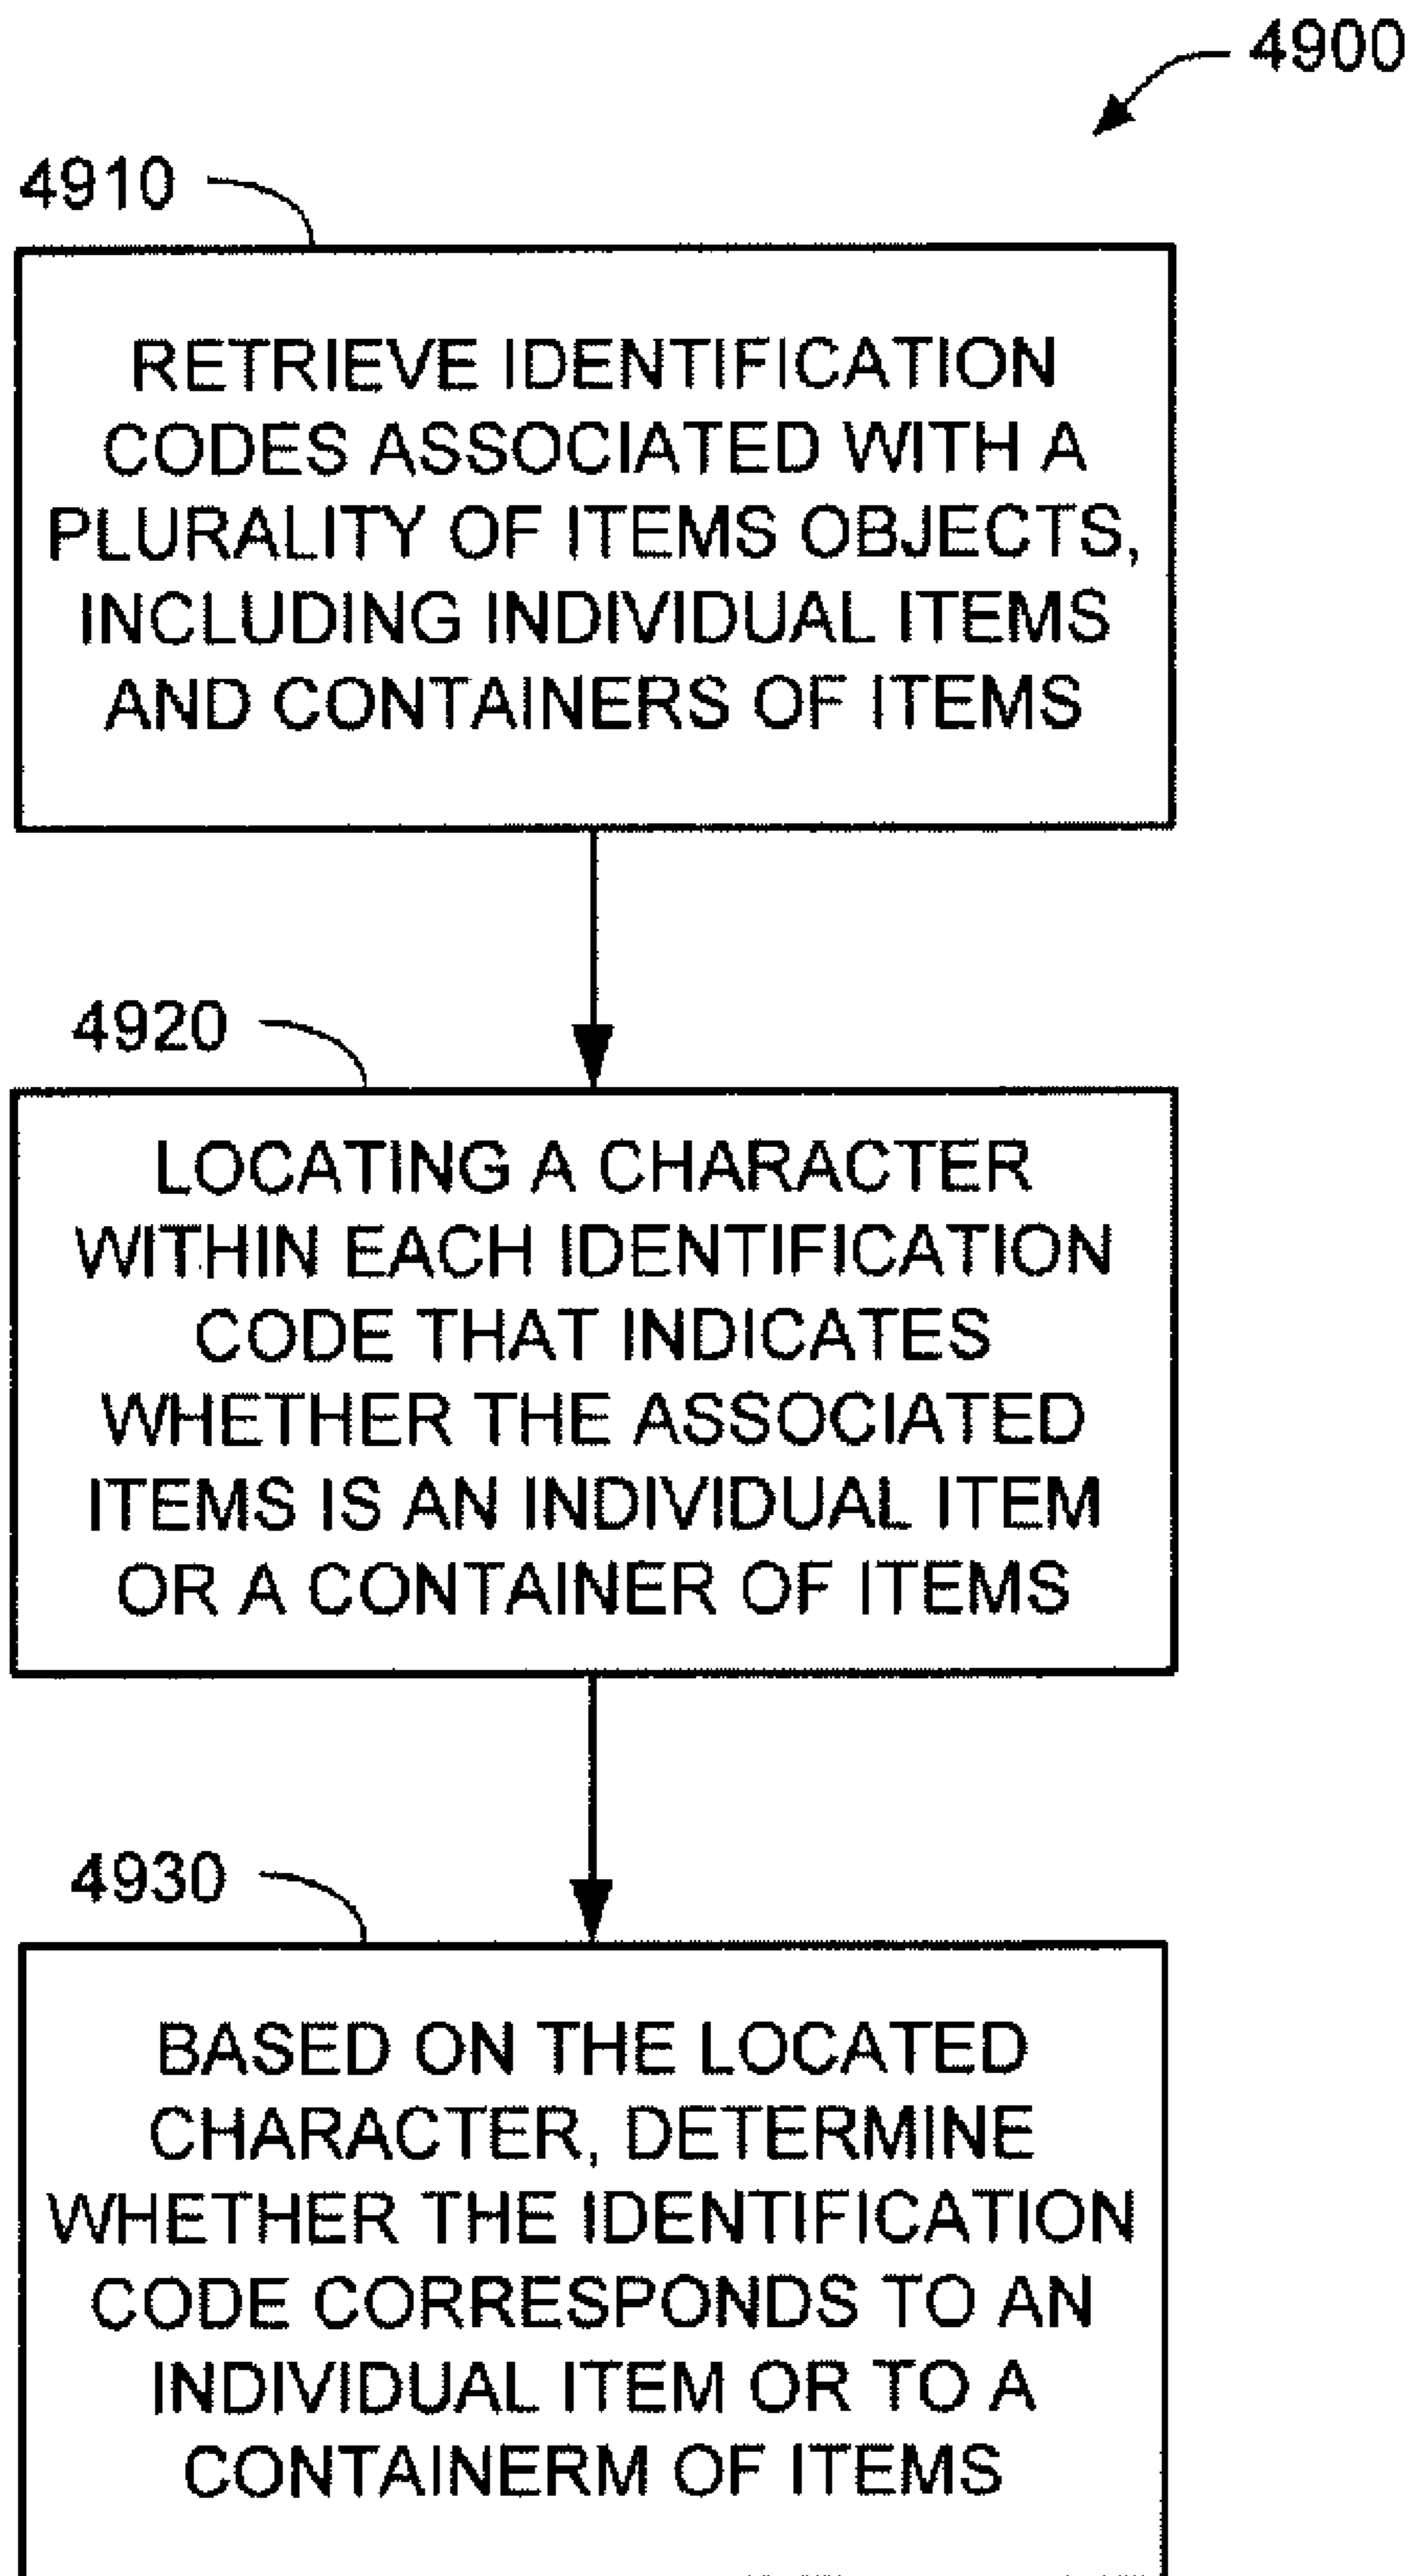 4900
4910
RETRIEVE IDENTIFICATION
CODES ASSOCIATED WITH A
PLURALITY OF ITEMS OBJECTS,
INCLUDING INDIVIDUAL ITEMS
AND CONTAINERS OF ITEMS
4920
LOCATING A CHARACTER
WITHIN EACH IDENTIFICATION
CODE THAT INDICATES
WHETHER THE ASSOCIATED
ITEMS IS AN INDIVIDUAL ITEM
OR A CONTAINER OF ITEMS
4930
BASED ON THE LOCATED
CHARACTER, DETERMINE
WHETHER THE IDENTIFICATION
CODE CORRESPONDS TO AN
INDIVIDUAL ITEM OR TO A
CONTAINERM OF ITEMS